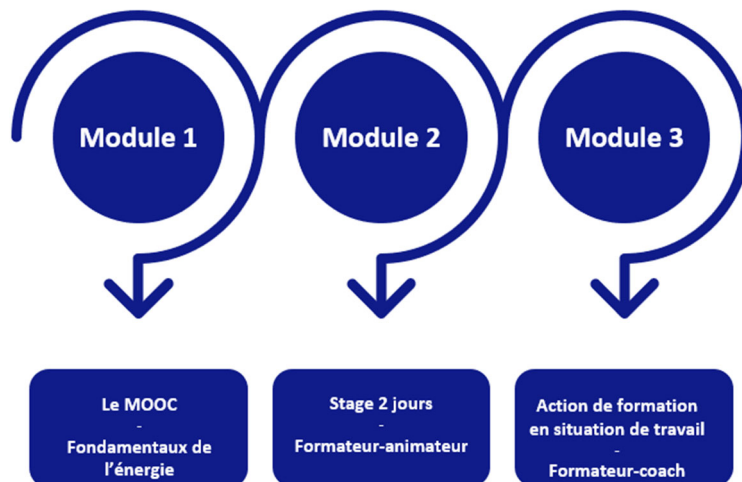 Module 1
Module 2
Module 3
Le MOOC
-
Fondamentaux de
l'énergie
Stage 2 jours
-
Formateur-animateur
Action de formation
en situation de travail
-
Formateur-coach